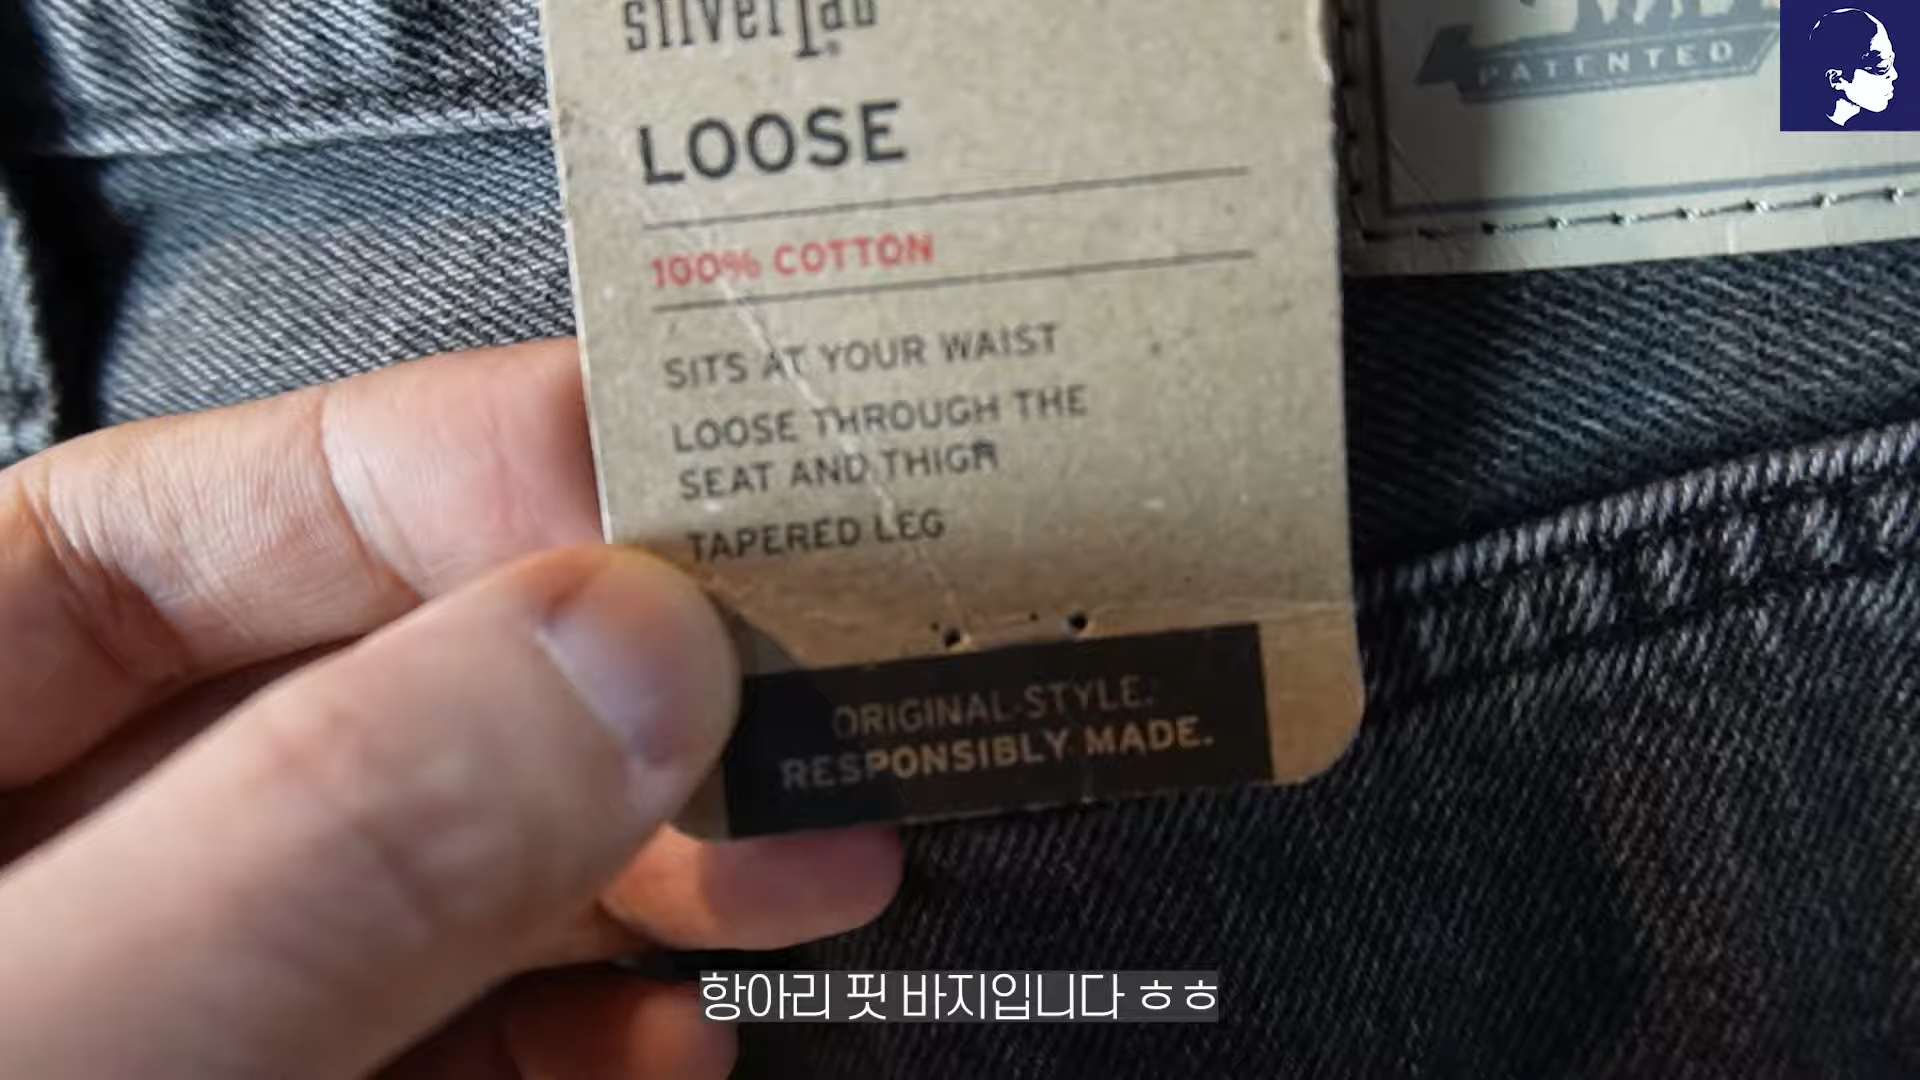 silverTab
LOOSE
100% COTTON
SITS AT YOUR WAIST
LOOSE THROUGH THE
SEAT AND THIGH
TAPERED LEG
ORIGINAL STYLE.
RESPONSIBLY MADE.
PATENTED
항아리 핏 바지입니다 ㅎㅎ